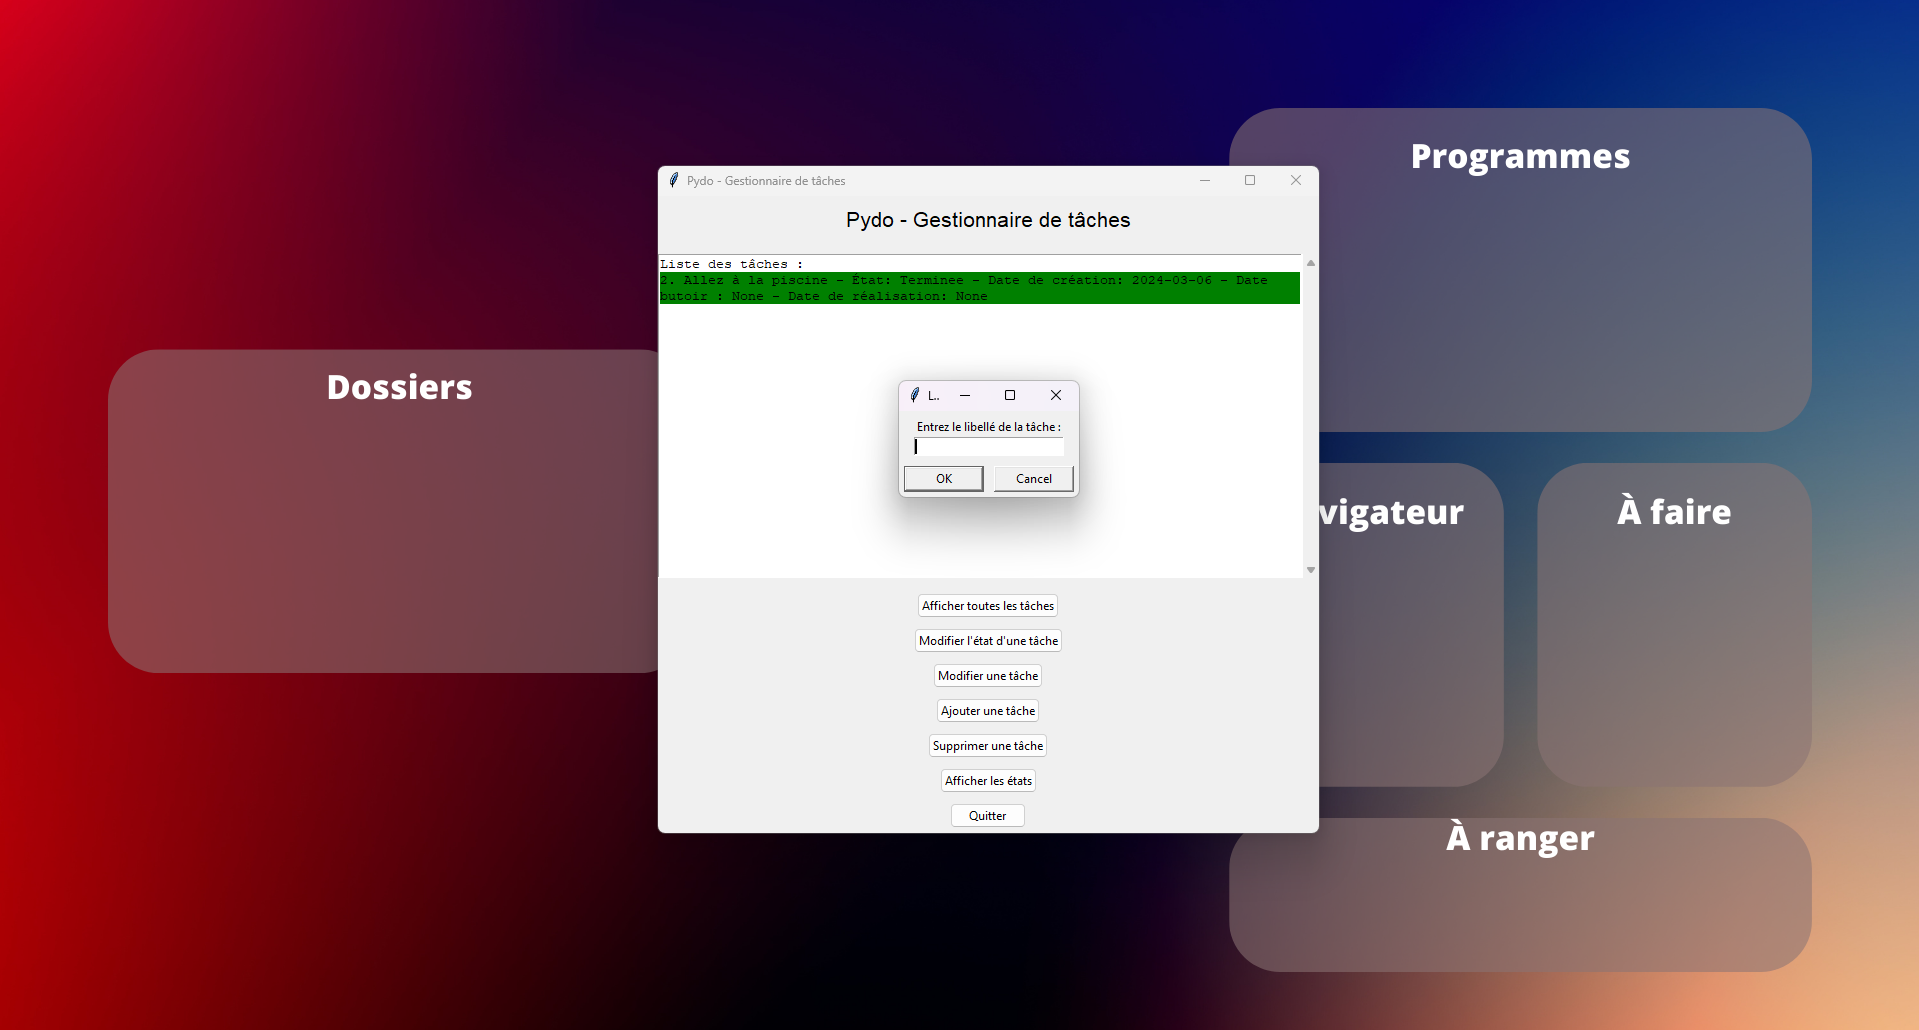 Programmes
Pydo - Gestionnaire de tâches
Pydo - Gestionnaire de tâches
Liste des tâches :
2. Allez à la piscine - État: Terminee - Date de création: 2024-03-06 - Date
butoir : None - Date de réalisation: None
Dossiers
L..
Entrez le libellé de la tâche :
OK
Cancel
vigateur
À faire
Afficher toutes les tâches
Modifier l'état d'une tâche
Modifier une tâche
Ajouter une tâche
Supprimer une tâche
Afficher les états
Quitter
À ranger